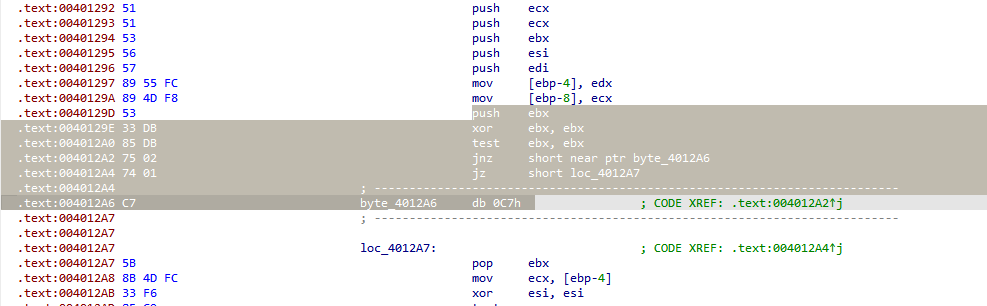 .text:00401292 51 push ecx
.text:00401293 51 push ecx
.text:00401294 53 push ebx
.text:00401295 56 push esi
.text:00401296 57 push edi
.text:00401297 89 55 FC mov [ebp-4], edx
.text:0040129A 89 4D F8 mov [ebp-8], ecx
.text:0040129D 53 push ebx
.text:0040129E 33 DB xor ebx, ebx
.text:004012A0 85 DB test ebx, ebx
.text:004012A2 75 02 jnz short near ptr byte_4012A6
.text:004012A4 74 01 jz short loc_4012A7
.text:004012A4 ; ---------------------------------------------------------------------------
.text:004012A6 C7 byte_4012A6 db 0C7h ; CODE XREF: .text:004012A2↑j
.text:004012A7 ; ---------------------------------------------------------------------------
.text:004012A7
.text:004012A7 loc_4012A7: ; CODE XREF: .text:004012A4↑j
.text:004012A7 5B pop ebx
.text:004012A8 8B 4D FC mov ecx, [ebp-4]
.text:004012AB 33 F6 xor esi, esi